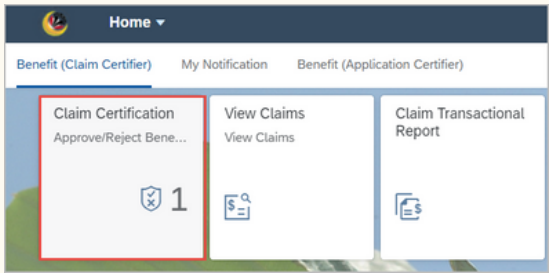 Home
Benefit (Claim Certifier) My Notification Benefit (Application Certifier)
Claim Certification
Approve/Reject Bene...
1
View Claims
View Claims
Claim Transactional
Report